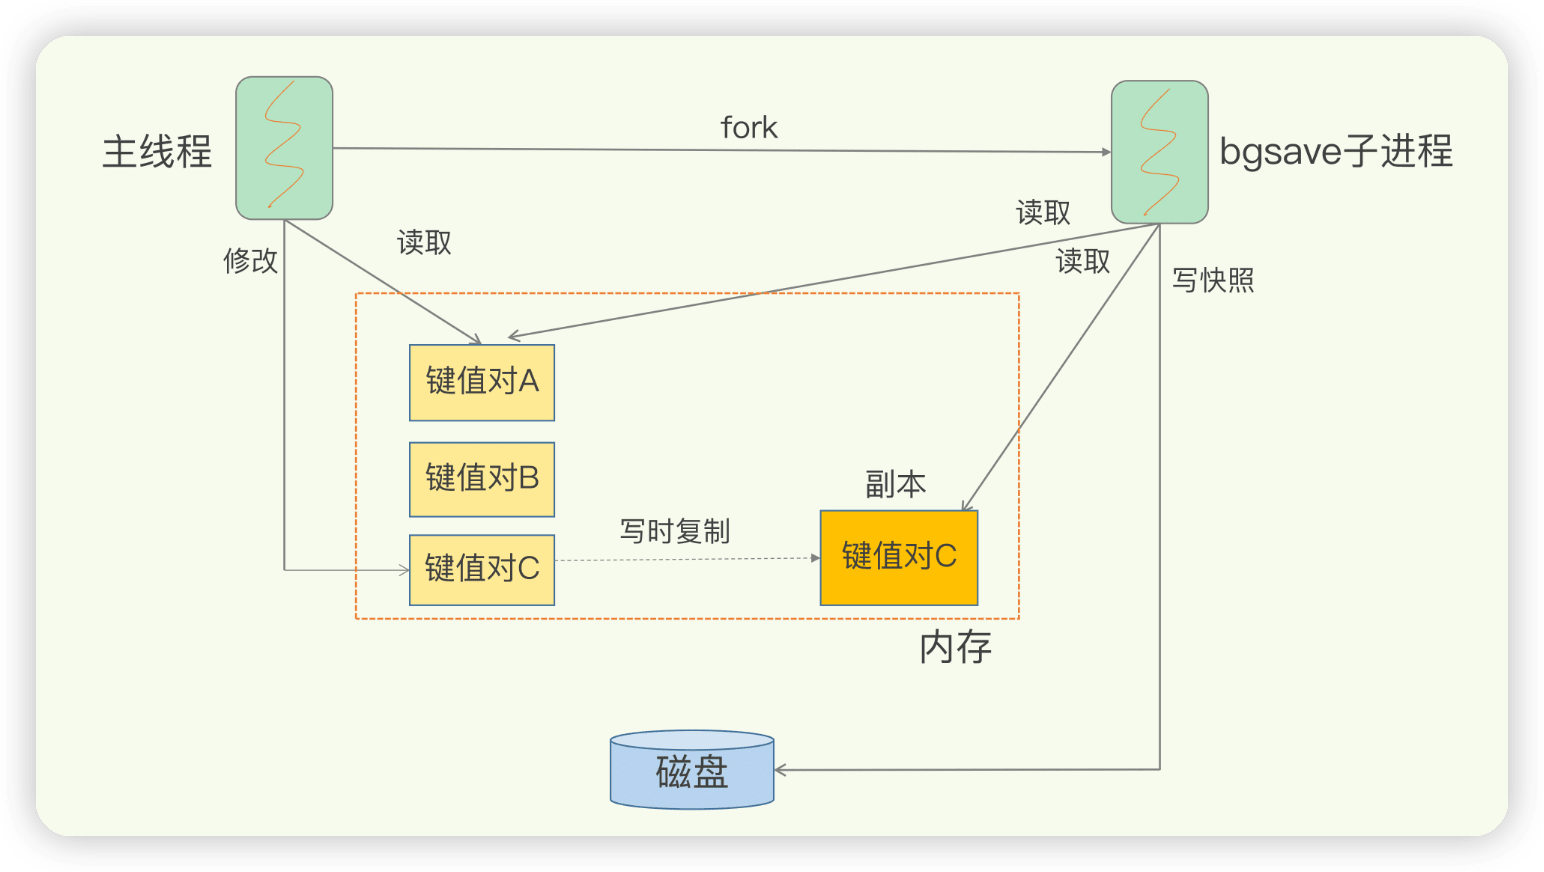 fork
主线程
bgsave子进程
读取
修改
读取
读取
写快照
键值对A
键值对B
副本
写时复制
键值对C
键值对C
内存
磁盘